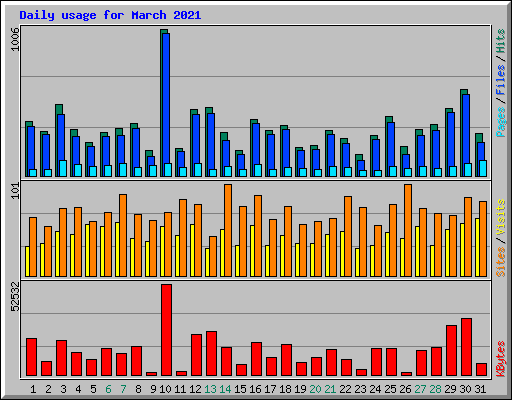 Daily usage for March 2021
1006
Pages / Files / Hits
101
Sites / Visits
52532
KBytes
1 2 3 4 5 6 7 8 9 10 11 12 13 14 15 16 17 18 19 20 21 22 23 24 25 26 27 28 29 30 31